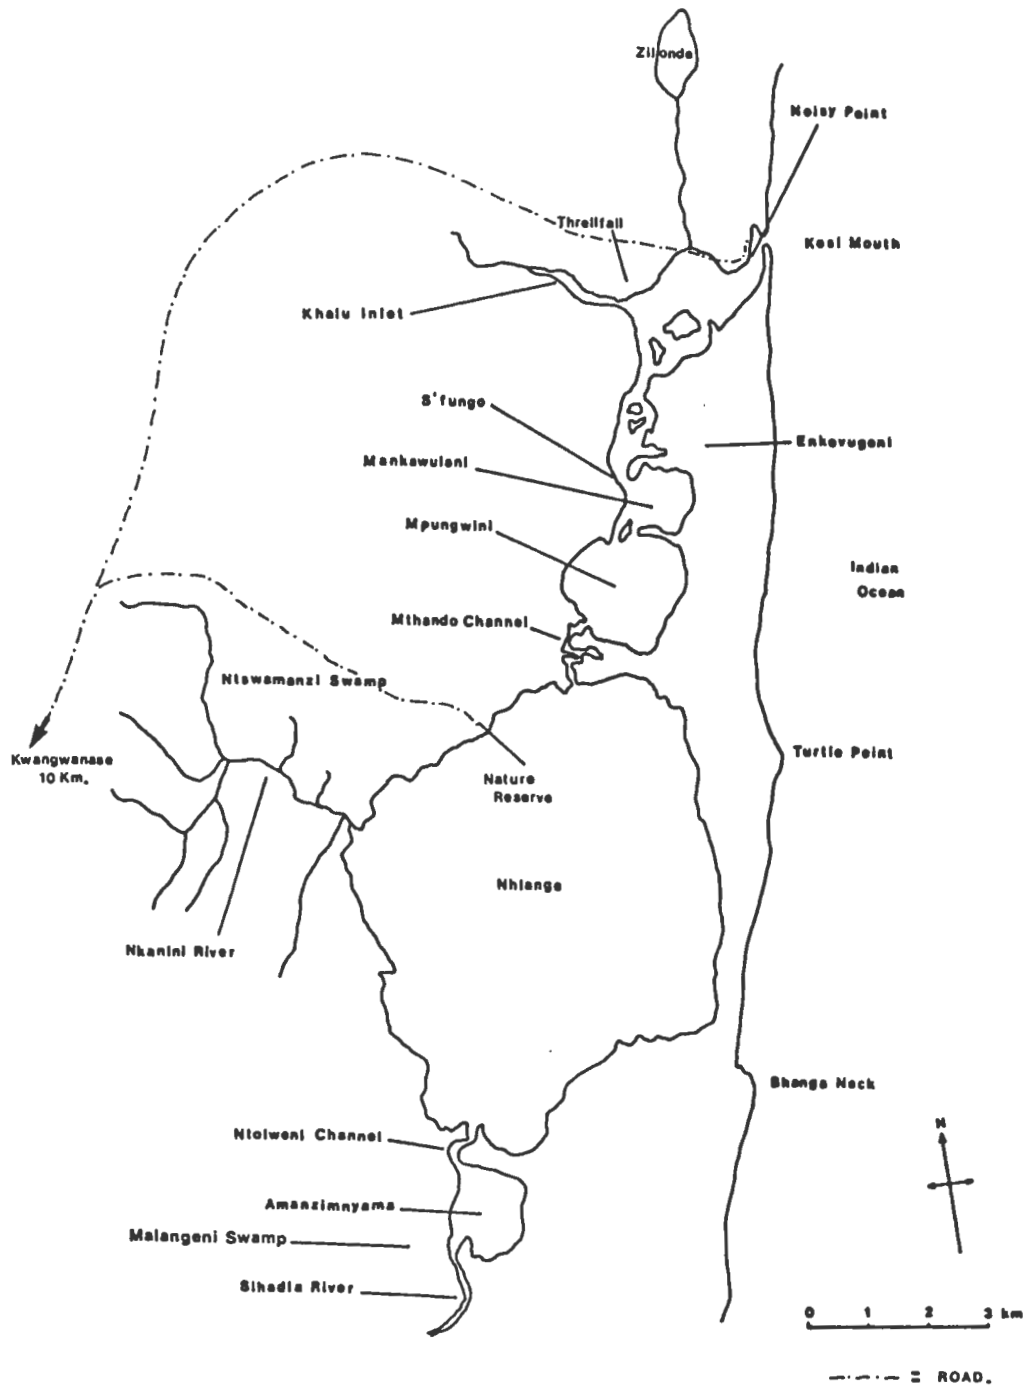 Zilonde
Noisy Point
Threlfall
Kosi Mouth
Khalu Inlet
S'fungo
Enkovugeni
Mankawulani
Mpungwini
Indian
Ocean
Mthando Channel
Ntswamanzi Swamp
Kwangwanase
10 Km.
Turtle Point
Nature
Reserve
Nhlange
Nkanini River
Bhanga Neck
N
Ntolweni Channel
Amanzimnyama
Malangeni Swamp
Sihadla River
0 1 2 3 km
= ROAD.